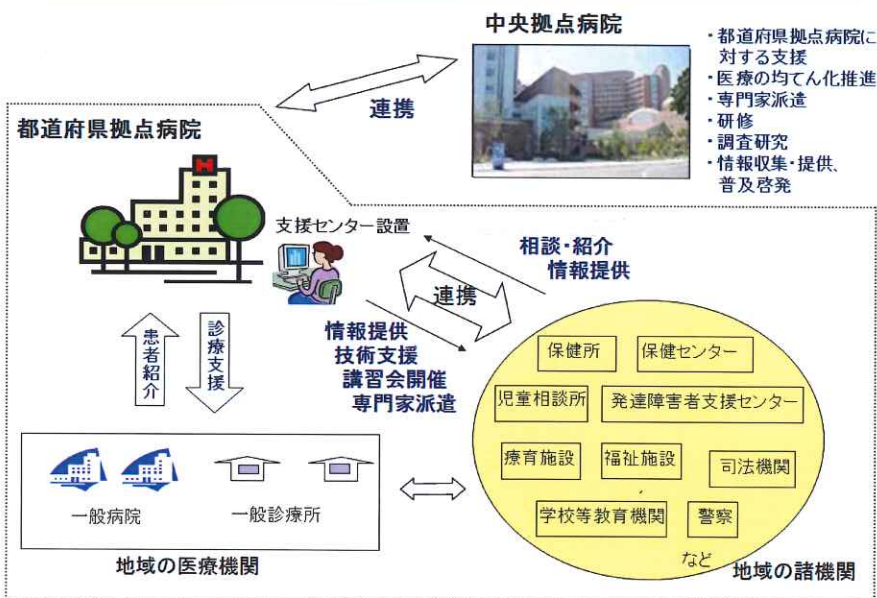 中央拠点病院
・都道府県拠点病院に
対する支援
・医療の均てん化推進
・専門家派遣
・研修
・調査研究
・情報収集・提供、
普及啓発
連携
都道府県拠点病院
H
支援センター設置
相談・紹介
情報提供
連携
情報提供
技術支援
講習会開催
専門家派遣
患者紹介
診療支援
保健所
保健センター
児童相談所
発達障害者支援センター
療育施設
福祉施設
司法機関
学校等教育機関
警察
など
地域の諸機関
一般病院
一般診療所
地域の医療機関